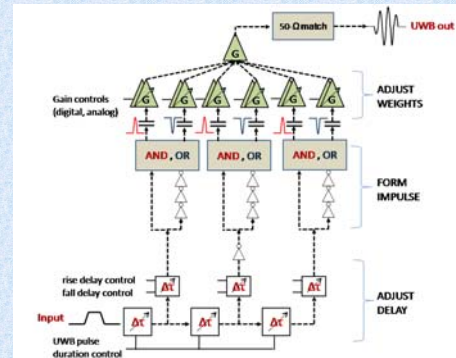 50-Ω match
UWB out
G
Gain controls
(digital, analog)
G G G G G G
ADJUST
WEIGHTS
AND, OR AND, OR AND, OR
FORM
IMPULSE
rise delay control
fall delay control
Δτ Δτ Δτ
Input
Δτ Δτ Δτ
ADJUST
DELAY
UWB pulse
duration control